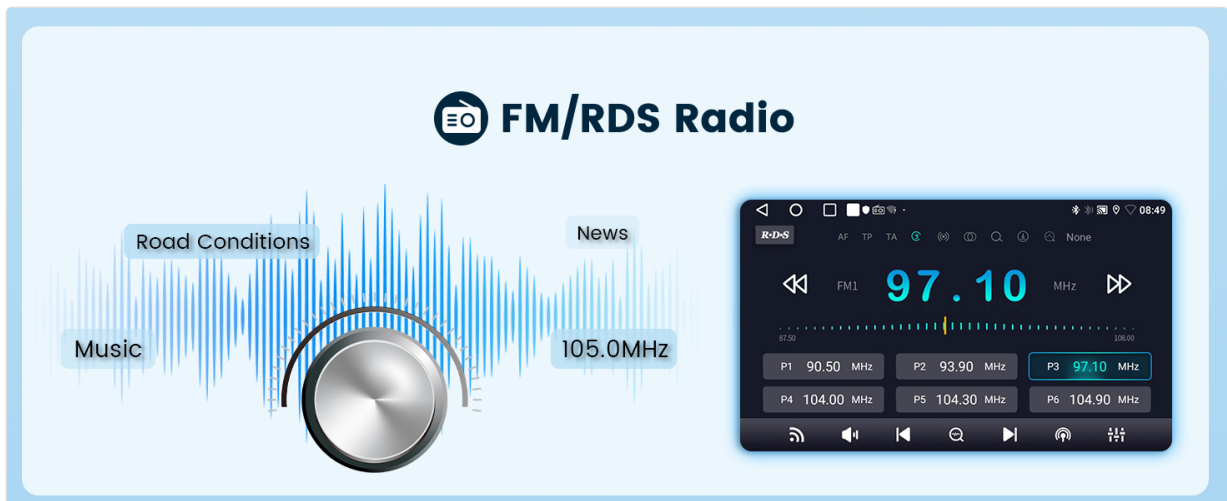 FM/RDS Radio
Road Conditions
News
Music
105.0MHz
08:49
R·D·S AF TP TA None
FM1 97.10 MHz
87.50 108.00
P1 90.50 MHz P2 93.90 MHz P3 97.10 MHz
P4 104.00 MHz P5 104.30 MHz P6 104.90 MHz